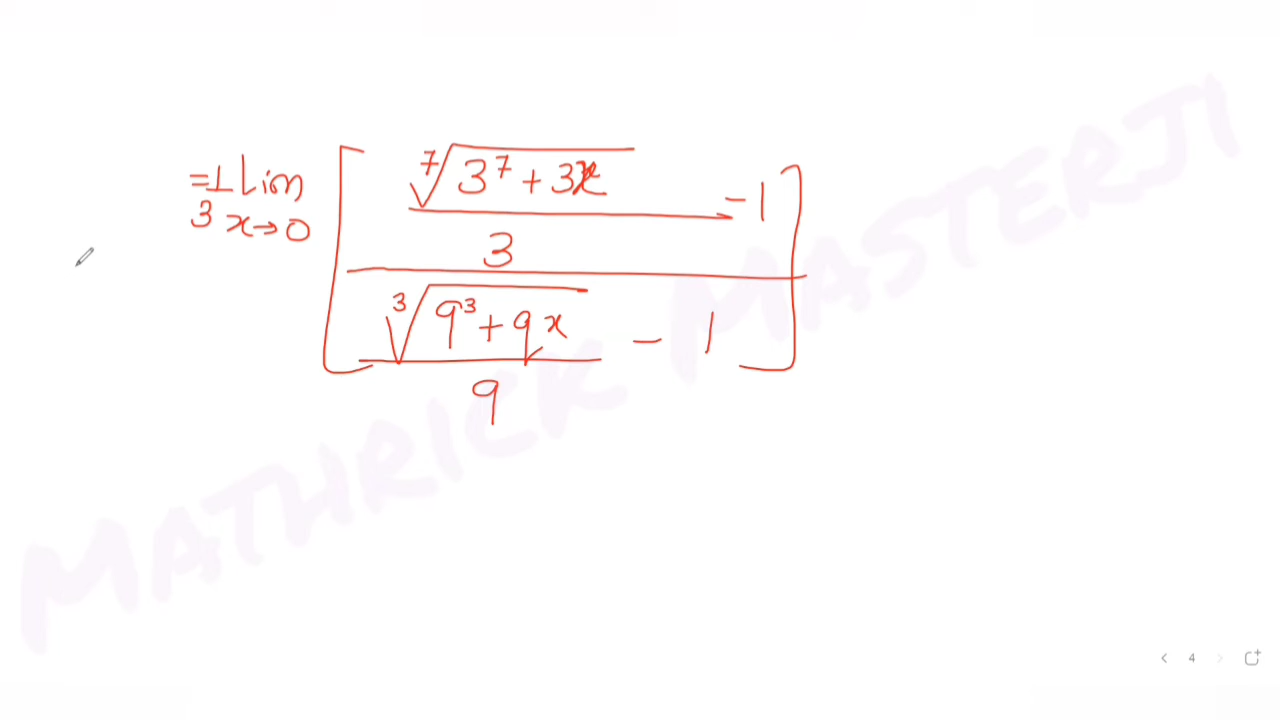 =1/3 Lim x→0 [ (⁷√(3⁷+3x) / 3 - 1) / (³√(9³+9x) / 9 - 1) ]
MATHRICK MASTERJI
< 4 >